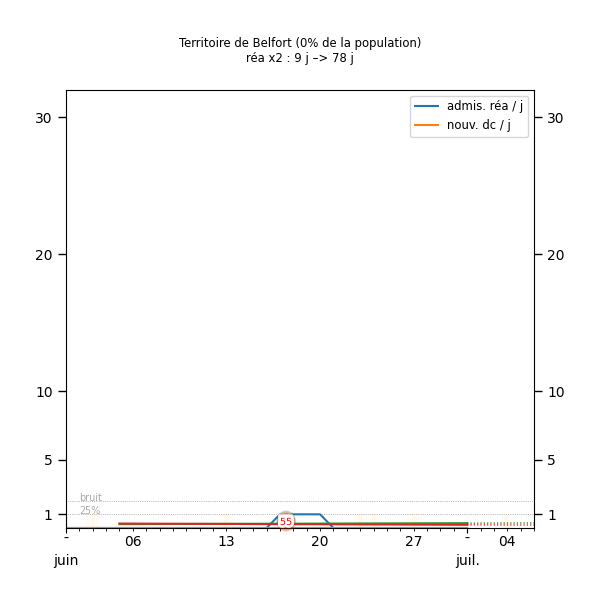 Territoire de Belfort (0% de la population)
réa x2 : 9 j –> 78 j
admis. réa / j
nouv. dc / j
30 30
20 20
10 10
5 5
bruit
25%
1 55 1
- 06 13 20 27 - 04
juin juil.